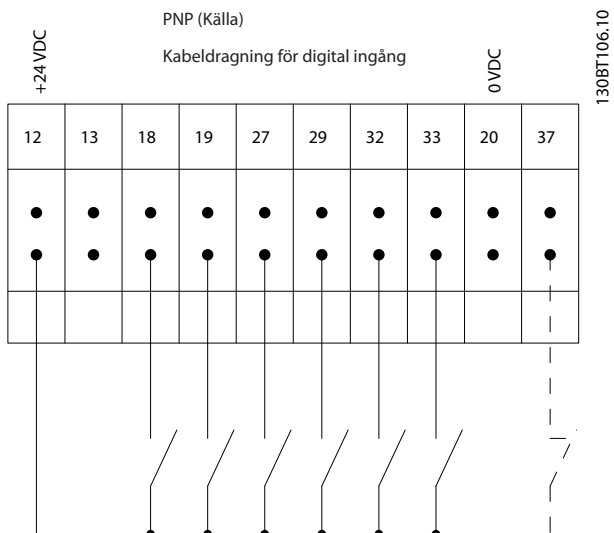 PNP (Källa)
Kabeldragning för digital ingång
+24 VDC
0 VDC
130BT106.10
12 13 18 19 27 29 32 33 20 37